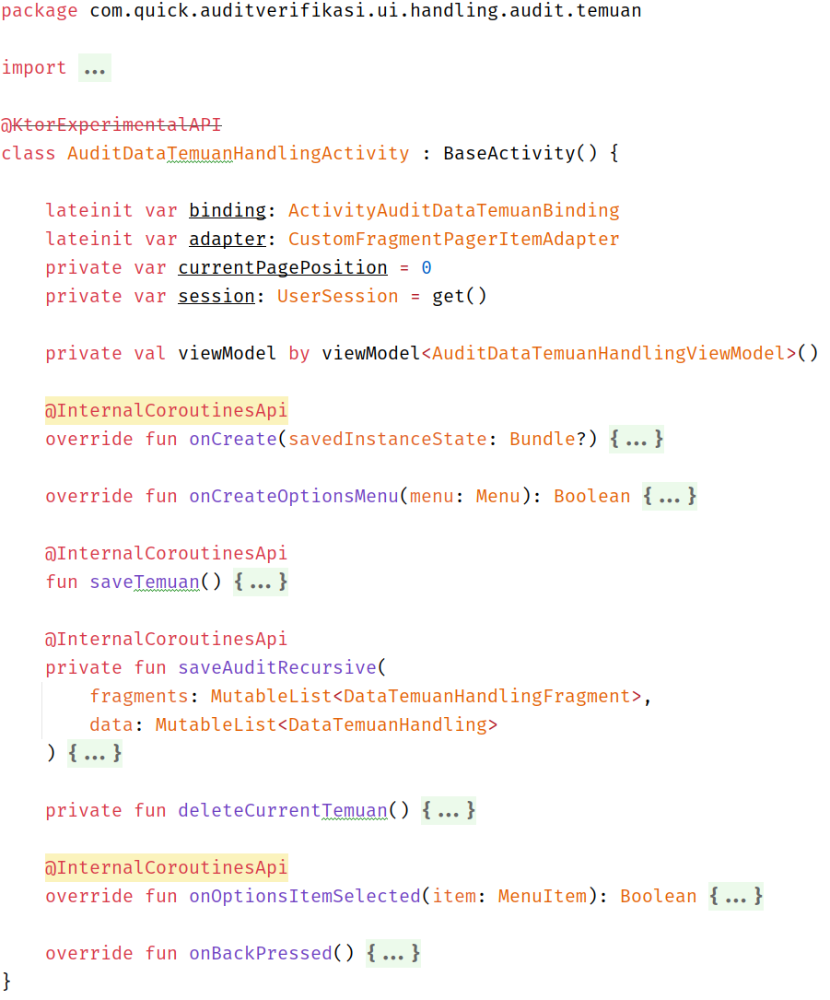 package com.quick.auditverifikasi.ui.handling.audit.temuan
import ...
@KtorExperimentalAPI
class AuditDataTemuanHandlingActivity : BaseActivity() {
lateinit var binding: ActivityAuditDataTemuanBinding
lateinit var adapter: CustomFragmentPagerItemAdapter
private var currentPagePosition = 0
private var session: UserSession = get()
private val viewModel by viewModel<AuditDataTemuanHandlingViewModel>()
@InternalCoroutinesApi
override fun onCreate(savedInstanceState: Bundle?) {...}
override fun onCreateOptionsMenu(menu: Menu): Boolean {...}
@InternalCoroutinesApi
fun saveTemuan() {...}
@InternalCoroutinesApi
private fun saveAuditRecursive(
fragments: MutableList<DataTemuanHandlingFragment>,
data: MutableList<DataTemuanHandling>
) {...}
private fun deleteCurrentTemuan() {...}
@InternalCoroutinesApi
override fun onOptionsItemSelected(item: MenuItem): Boolean {...}
override fun onBackPressed() {...}
}